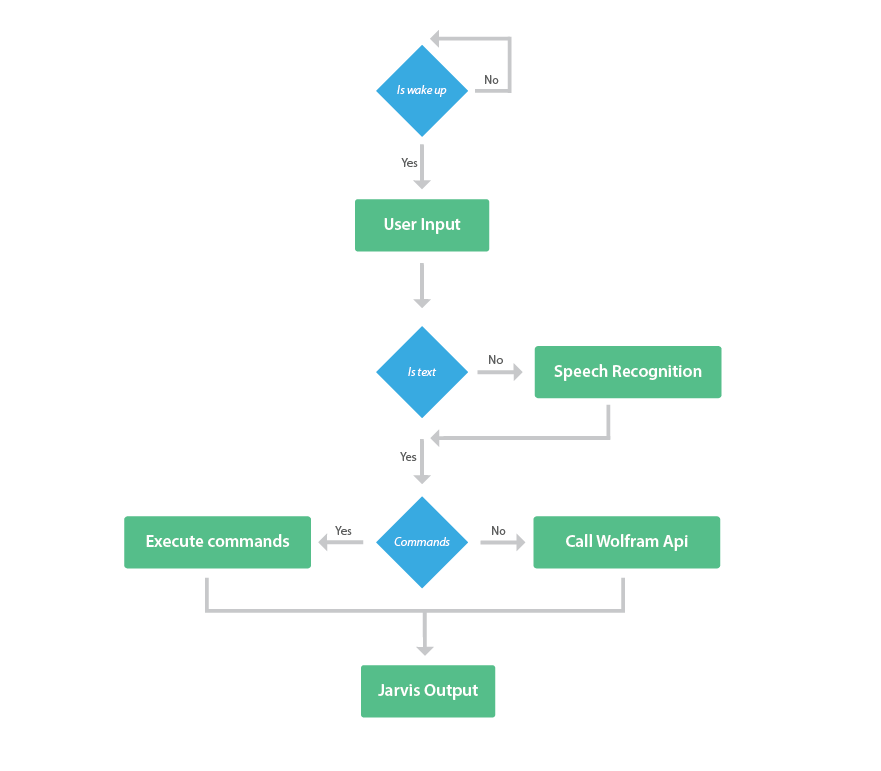 No
Is wake up
Yes
User Input
No
Is text
Speech Recognition
Yes
Yes
No
Execute commands
Commands
Call Wolfram Api
Jarvis Output